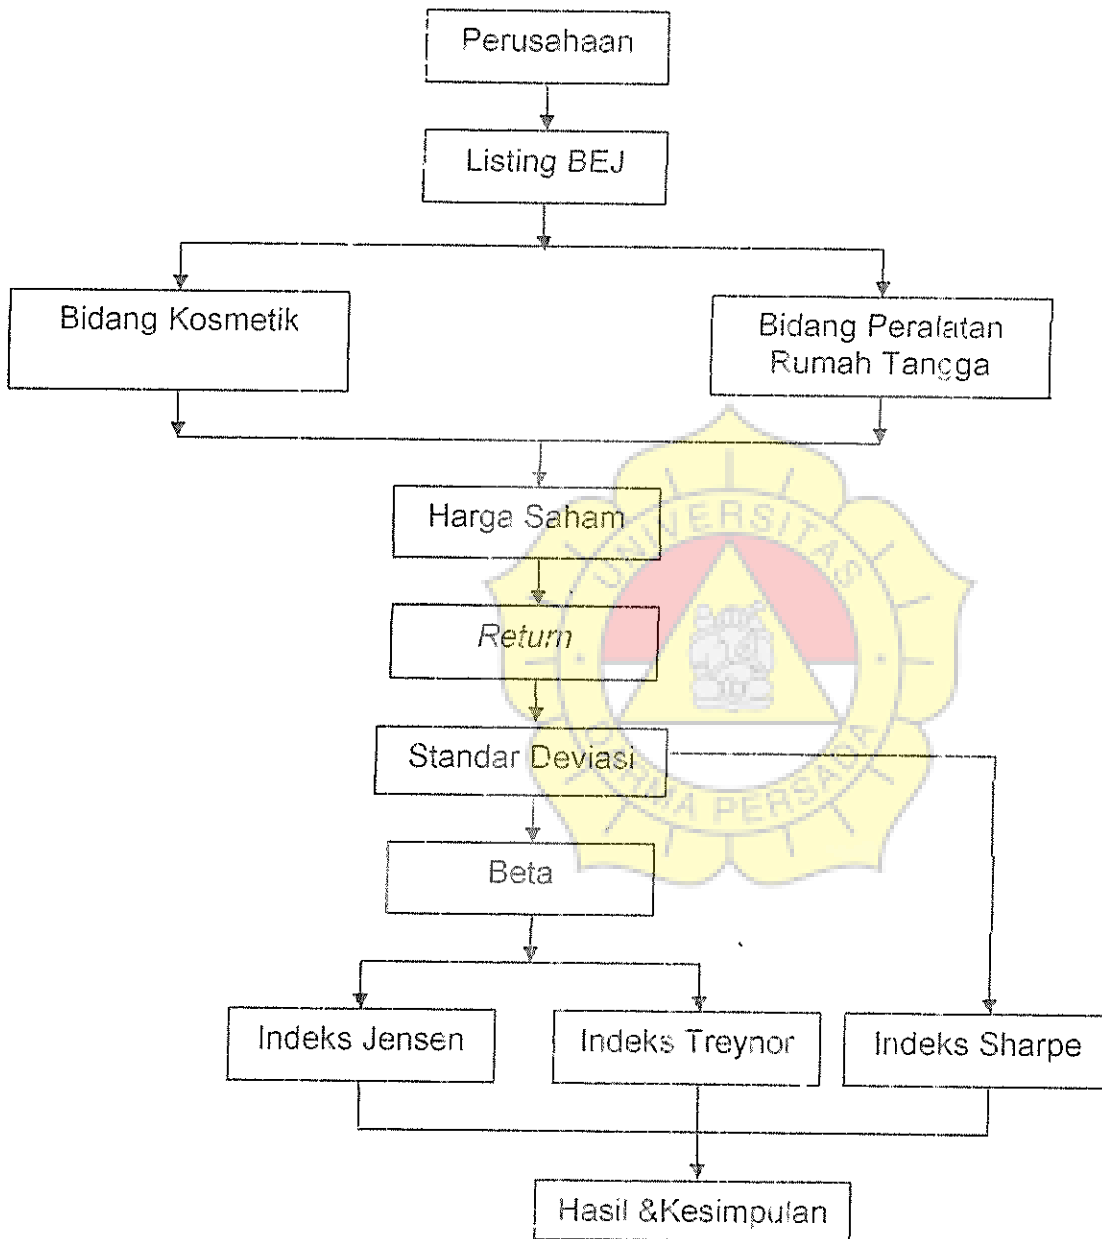 Perusahaan
Listing BEJ
Bidang Kosmetik
Bidang Peralatan
Rumah Tangga
Harga Saham
UNIVERSITAS
Return
Standar Deviasi
DARMA PERSADA
Beta
Indeks Jensen
Indeks Treynor
Indeks Sharpe
Hasil &Kesimpulan